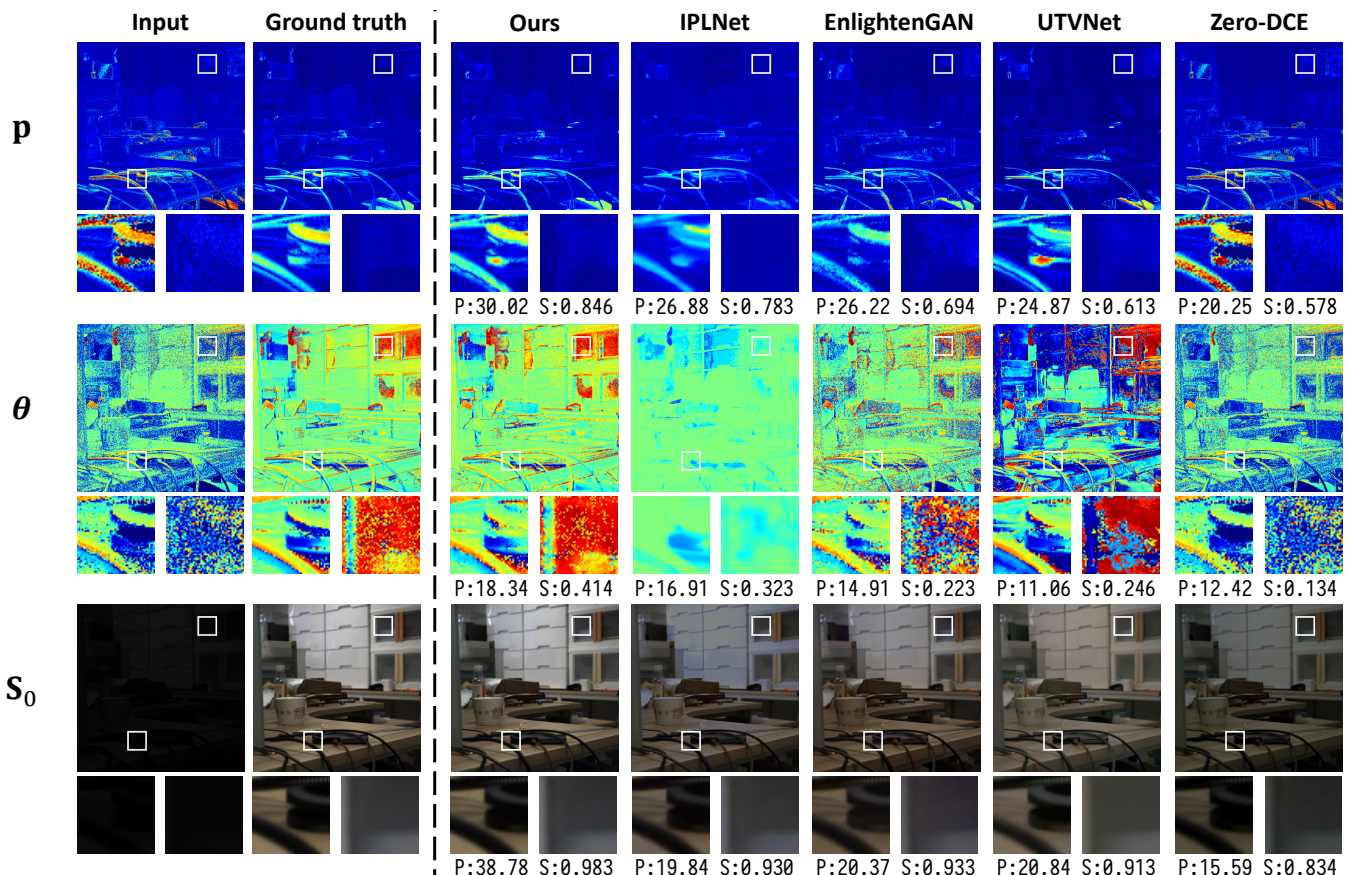 Input Ground truth Ours IPLNet EnlightenGAN UTVNet Zero-DCE
p
P:30.02 S:0.846 P:26.88 S:0.783 P:26.22 S:0.694 P:24.87 S:0.613 P:20.25 S:0.578
θ
P:18.34 S:0.414 P:16.91 S:0.323 P:14.91 S:0.223 P:11.06 S:0.246 P:12.42 S:0.134
S₀
P:38.78 S:0.983 P:19.84 S:0.930 P:20.37 S:0.933 P:20.84 S:0.913 P:15.59 S:0.834